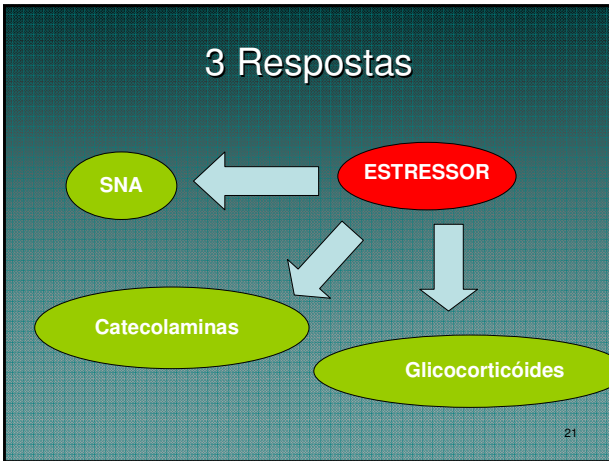 3 Respostas
SNA
ESTRESSOR
Catecolaminas
Glicocorticóides
21